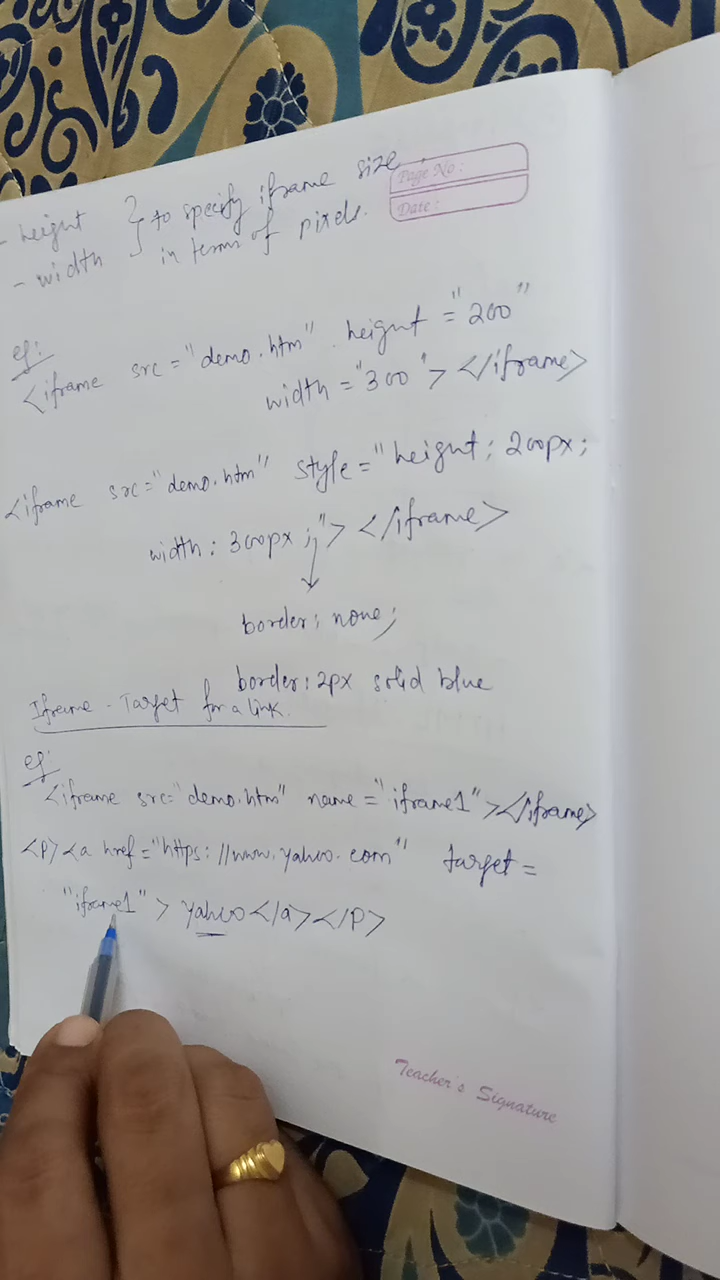 Page No :
Date :
- height } to specify iframe size.
- width in terms of pixels.
eg:
<iframe src = "demo.htm" height = "200"
width = "300" > </iframe>
<iframe src = "demo.htm" style = "height: 200px;
width : 300px ;"> </iframe>
border: none;
border: 2px solid blue
Iframe - Target for a link.
eg:
<iframe src = "demo.htm" name = "iframe1" ></iframe>
<p> <a href = "https: //www.yahoo.com" target =
"iframe1" > yahoo </a> </p>
Teacher's Signature